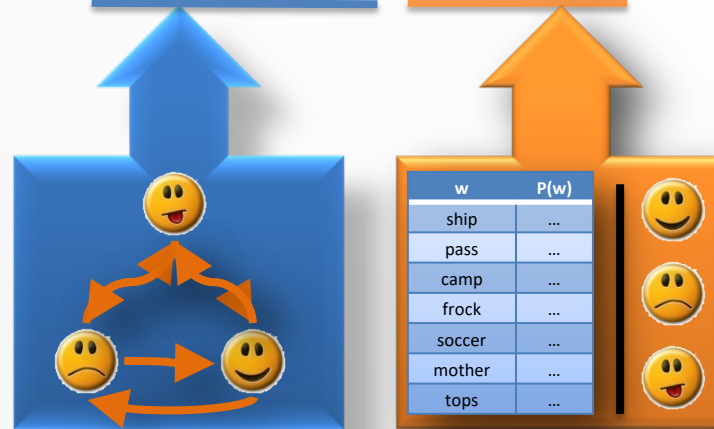 w P(w)
ship ...
pass ...
camp ...
frock ...
soccer ...
mother ...
tops ...